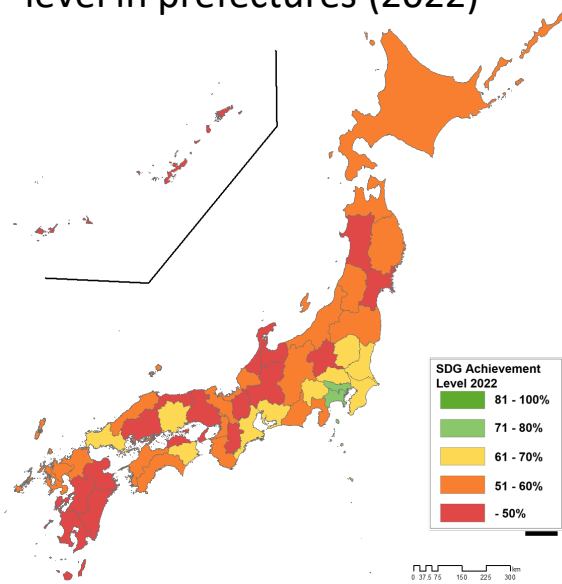 level in prefectures (2022)
SDG Achievement
Level 2022
81 - 100%
71 - 80%
61 - 70%
51 - 60%
- 50%
km
0 37.5 75 150 225 300